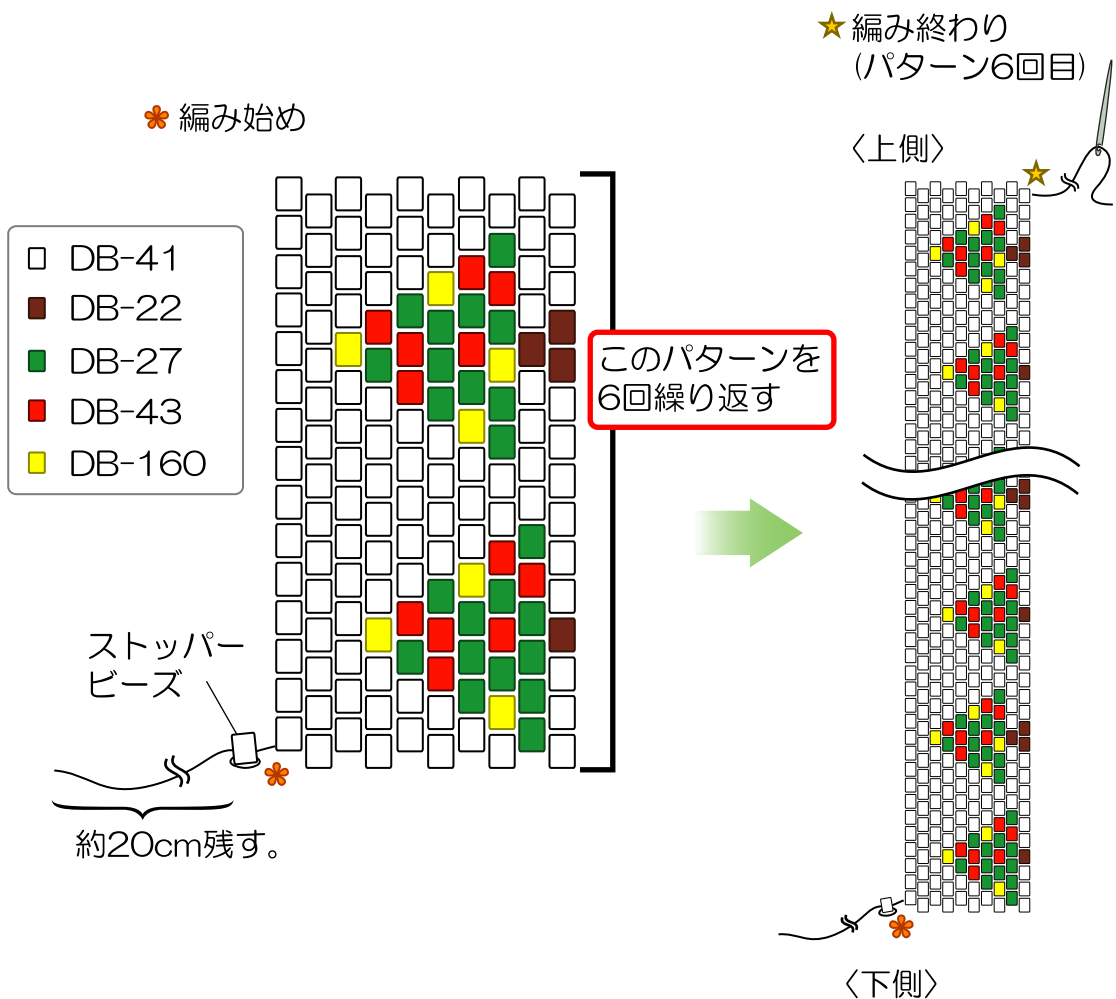 ★編み終わり
(パターン6回目)
編み始め
〈上側〉
DB-41
DB-22
DB-27
DB-43
DB-160
このパターンを
6回繰り返す
ストッパー
ビーズ
約20cm残す。
〈下側〉